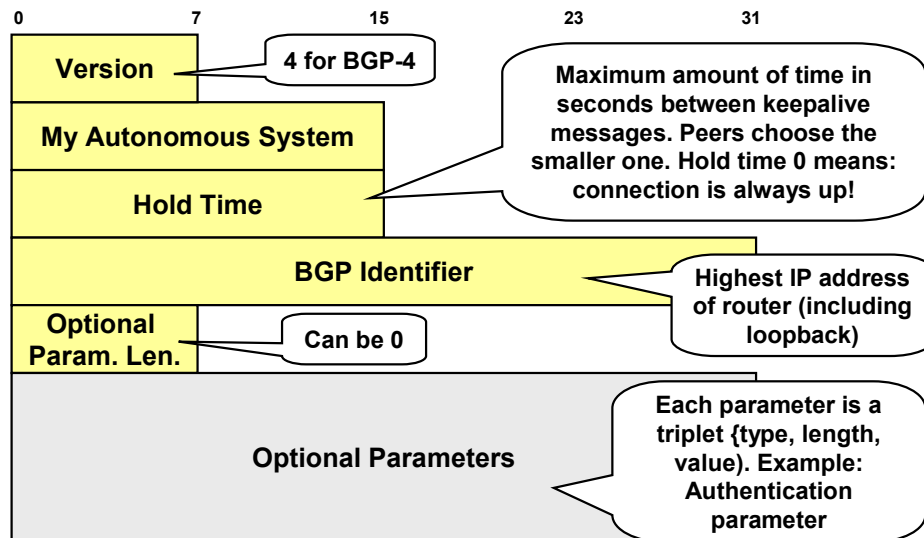 0 7 15 23 31
Version
4 for BGP-4
Maximum amount of time in
seconds between keepalive
messages. Peers choose the
smaller one. Hold time 0 means:
connection is always up!
My Autonomous System
Hold Time
BGP Identifier
Highest IP address
of router (including
loopback)
Optional
Param. Len.
Can be 0
Optional Parameters
Each parameter is a
triplet {type, length,
value). Example:
Authentication
parameter